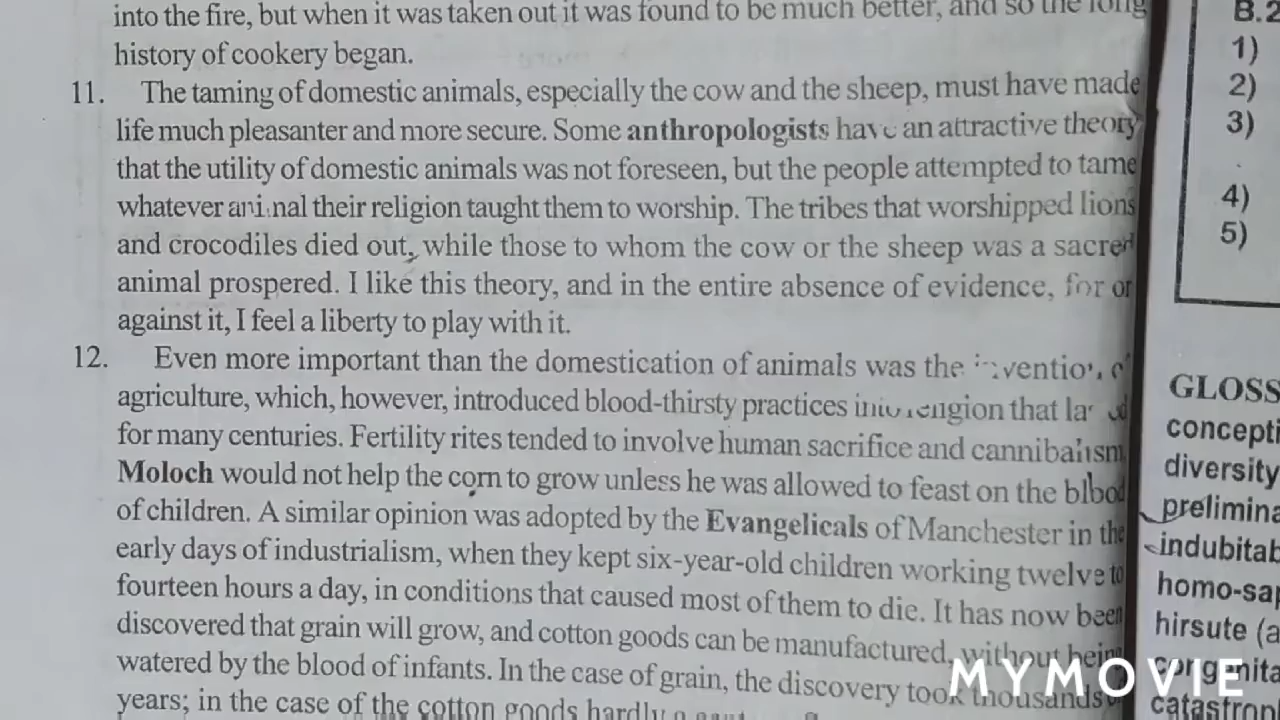 into the fire, but when it was taken out it was found to be much better, and so the long
history of cookery began.
11. The taming of domestic animals, especially the cow and the sheep, must have made
life much pleasanter and more secure. Some anthropologists have an attractive theory
that the utility of domestic animals was not foreseen, but the people attempted to tame
whatever animal their religion taught them to worship. The tribes that worshipped lions
and crocodiles died out, while those to whom the cow or the sheep was a sacred
animal prospered. I like this theory, and in the entire absence of evidence, for or
against it, I feel a liberty to play with it.
12. Even more important than the domestication of animals was the invention of
agriculture, which, however, introduced blood-thirsty practices into religion that
for many centuries. Fertility rites tended to involve human sacrifice and cannibalism
Moloch would not help the corn to grow unless he was allowed to feast on the blood
of children. A similar opinion was adopted by the Evangelicals of Manchester in the
early days of industrialism, when they kept six-year-old children working twelve to
fourteen hours a day, in conditions that caused most of them to die. It has now been
discovered that grain will grow, and cotton goods can be manufactured, without being
watered by the blood of infants. In the case of grain, the discovery took thousands
years; in the case of the cotton goods hardly a
B.2
1)
2)
3)
4)
5)
GLOSS
concepti
diversity
prelimina
indubitab
homo-sap
hirsute (a
congenita
catastroph
MYMOVIE